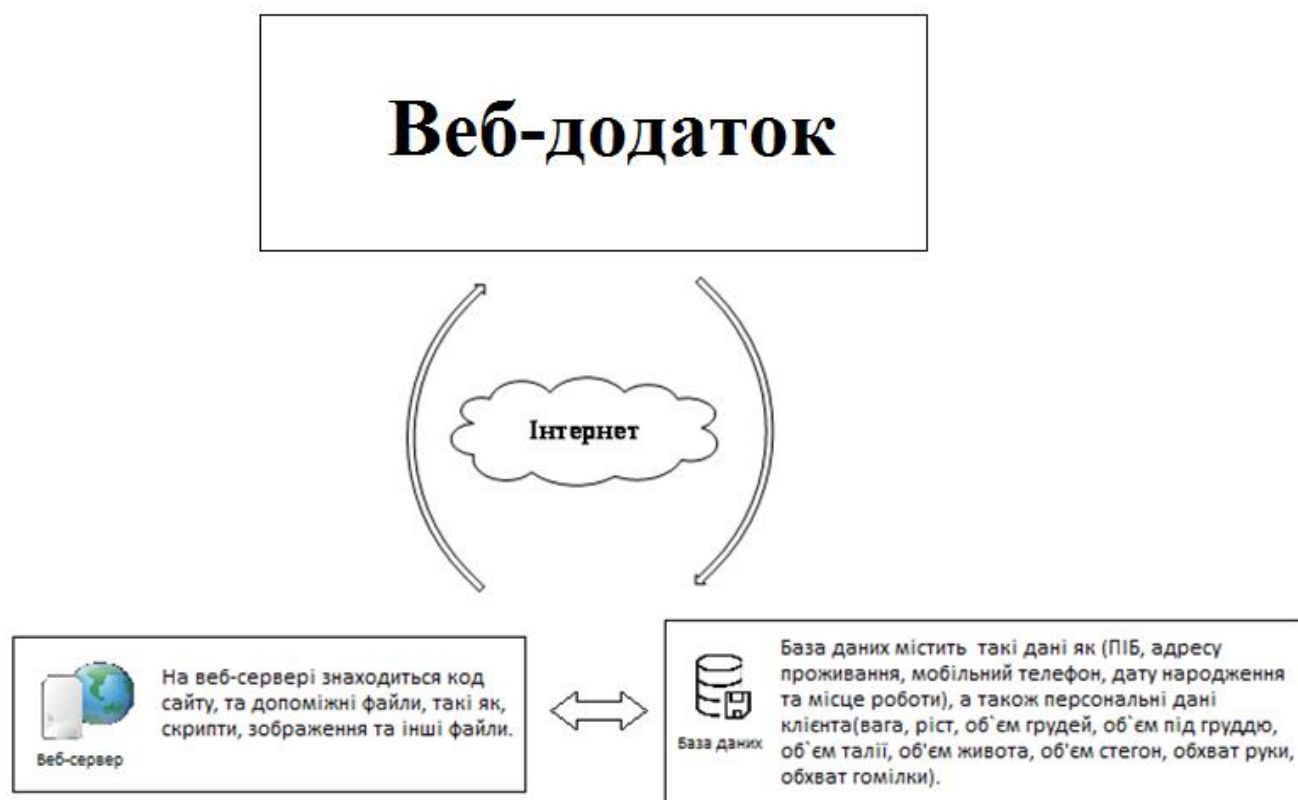 Веб-додаток
Інтернет
На веб-сервері знаходиться код
сайту, та допоміжні файли, такі як,
скрипти, зображення та інші файли.
Веб-сервер
База даних містить такі дані як (ПІБ, адресу
проживання, мобільний телефон, дату народження
та місце роботи), а також персональні дані
клієнта(вага, ріст, об`єм грудей, об`єм під груддю,
об`єм талії, об'єм живота, об'єм стегон, обхват руки,
обхват гомілки).
База даних